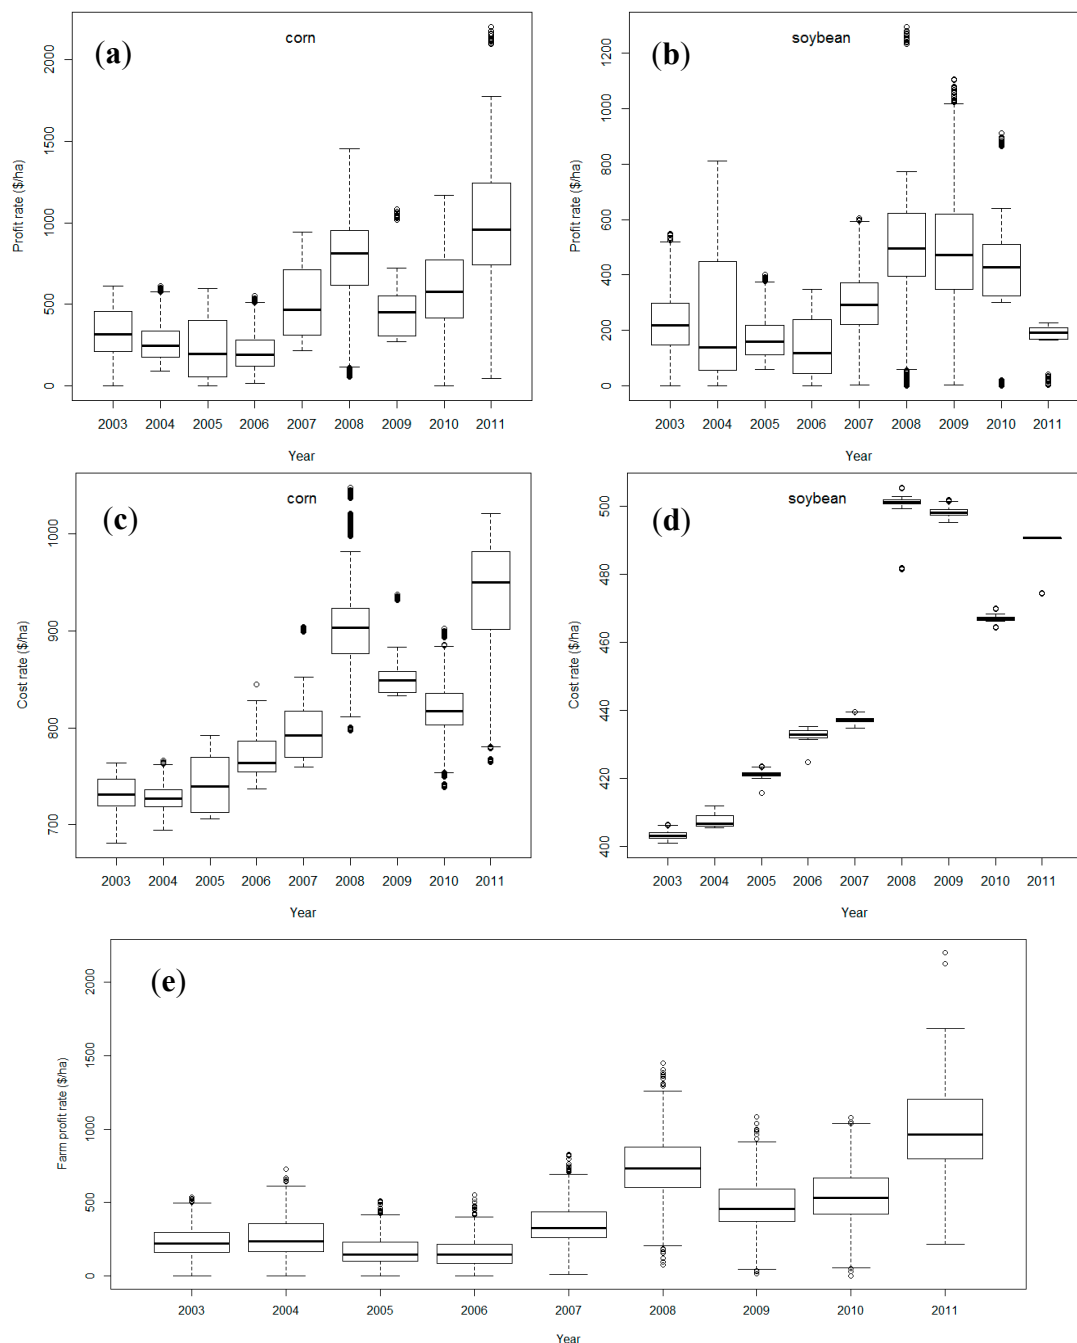 (a) corn
Profit rate ($/ha)
0 500 1000 1500 2000
2003 2004 2005 2006 2007 2008 2009 2010 2011
Year
(b) soybean
Profit rate ($/ha)
0 200 400 600 800 1000 1200
2003 2004 2005 2006 2007 2008 2009 2010 2011
Year
(c) corn
Cost rate ($/ha)
700 800 900 1000
2003 2004 2005 2006 2007 2008 2009 2010 2011
Year
(d) soybean
Cost rate ($/ha)
400 420 440 460 480 500
2003 2004 2005 2006 2007 2008 2009 2010 2011
Year
(e)
Farm profit rate ($/ha)
0 500 1000 1500 2000
2003 2004 2005 2006 2007 2008 2009 2010 2011
Year